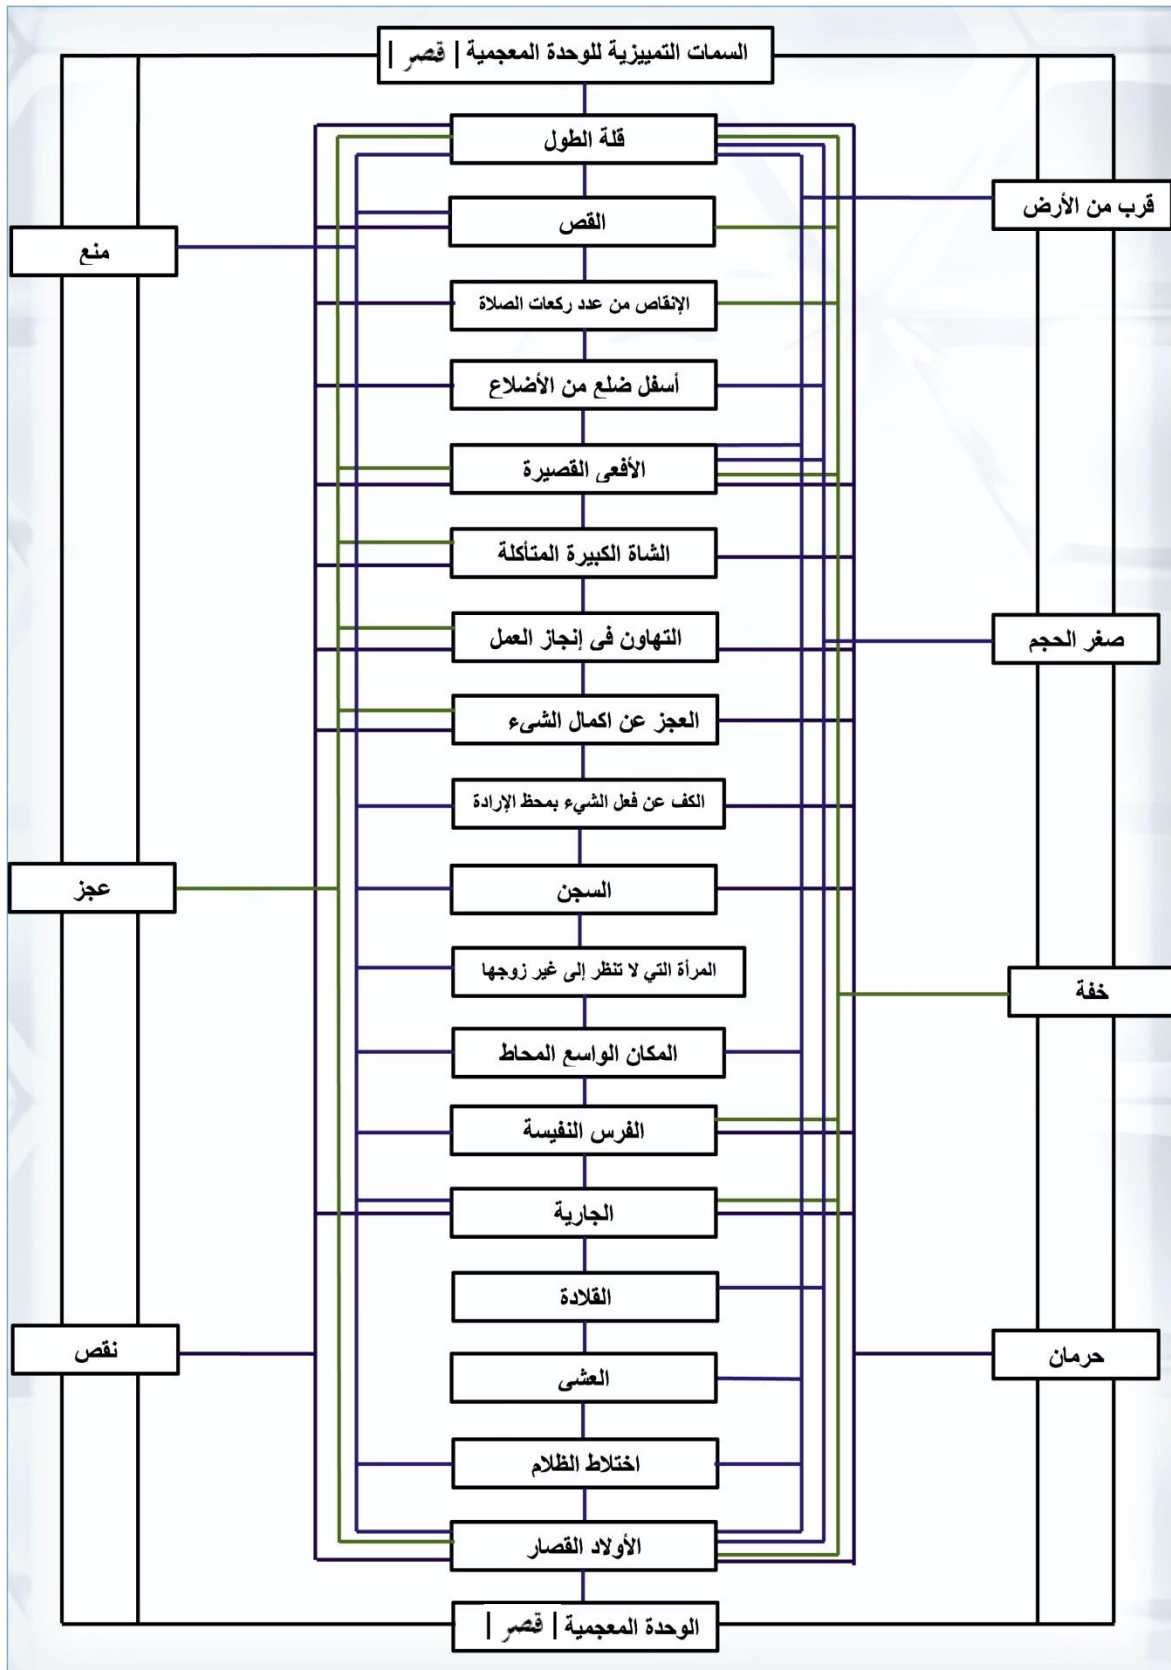 السمات التمييزية للوحدة المعجمية | قصر |
قلة الطول
قرب من الأرض
القص
منع
الإنقاص من عدد ركعات الصلاة
أسفل ضلع من الأضلاع
الأفعى القصيرة
الشاة الكبيرة المتأكلة
التهاون فى إنجاز العمل
صغر الحجم
العجز عن اكمال الشىء
الكف عن فعل الشيء بمحظ الإرادة
السجن
عجز
المرأة التي لا تنظر إلى غير زوجها
خفة
المكان الواسع المحاط
الفرس النفيسة
الجارية
القلادة
حرمان
نقص
العشى
اختلاط الظلام
الأولاد القصار
الوحدة المعجمية | قصر |